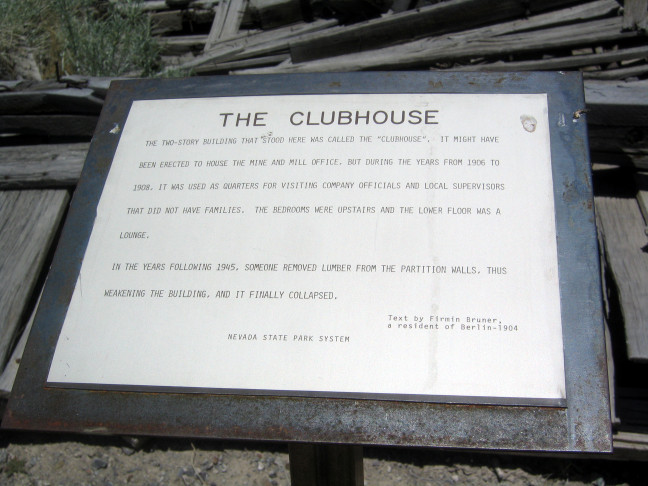 THE CLUBHOUSE
THE TWO-STORY BUILDING THAT STOOD HERE WAS CALLED THE "CLUBHOUSE". IT MIGHT HAVE
BEEN ERECTED TO HOUSE THE MINE AND MILL OFFICE, BUT DURING THE YEARS FROM 1906 TO
1908, IT WAS USED AS QUARTERS FOR VISITING COMPANY OFFICIALS AND LOCAL SUPERVISORS
THAT DID NOT HAVE FAMILIES. THE BEDROOMS WERE UPSTAIRS AND THE LOWER FLOOR WAS A
LOUNGE.
IN THE YEARS FOLLOWING 1945, SOMEONE REMOVED LUMBER FROM THE PARTITION WALLS, THUS
WEAKENING THE BUILDING, AND IT FINALLY COLLAPSED.
Text by Firmin Bruner,
a resident of Berlin-1904
NEVADA STATE PARK SYSTEM